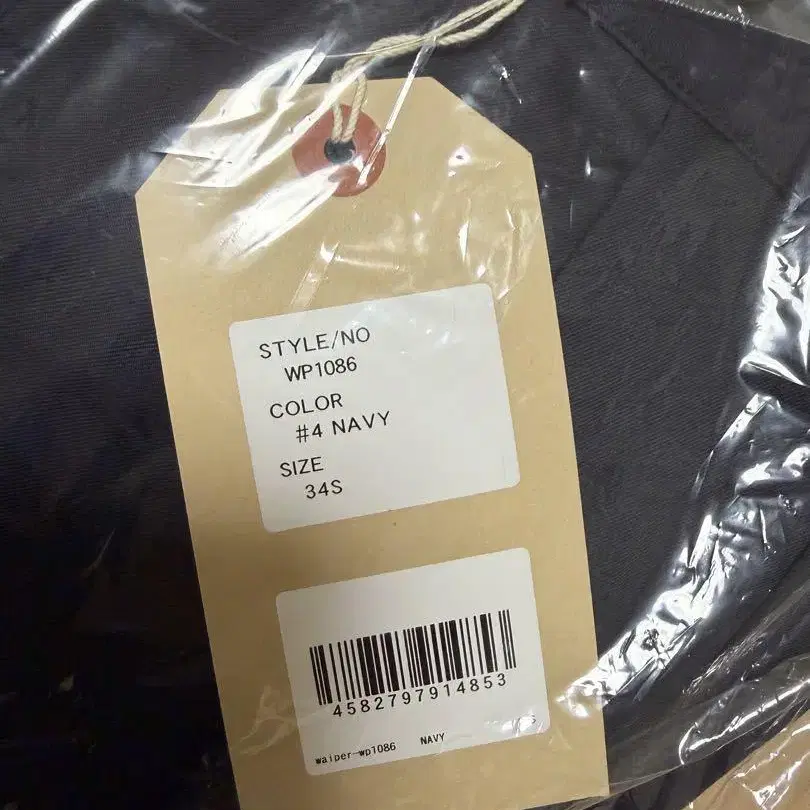 STYLE/NO
WP1086
COLOR
#4 NAVY
SIZE
34S
4582797914853
waiper-wp1086 NAVY